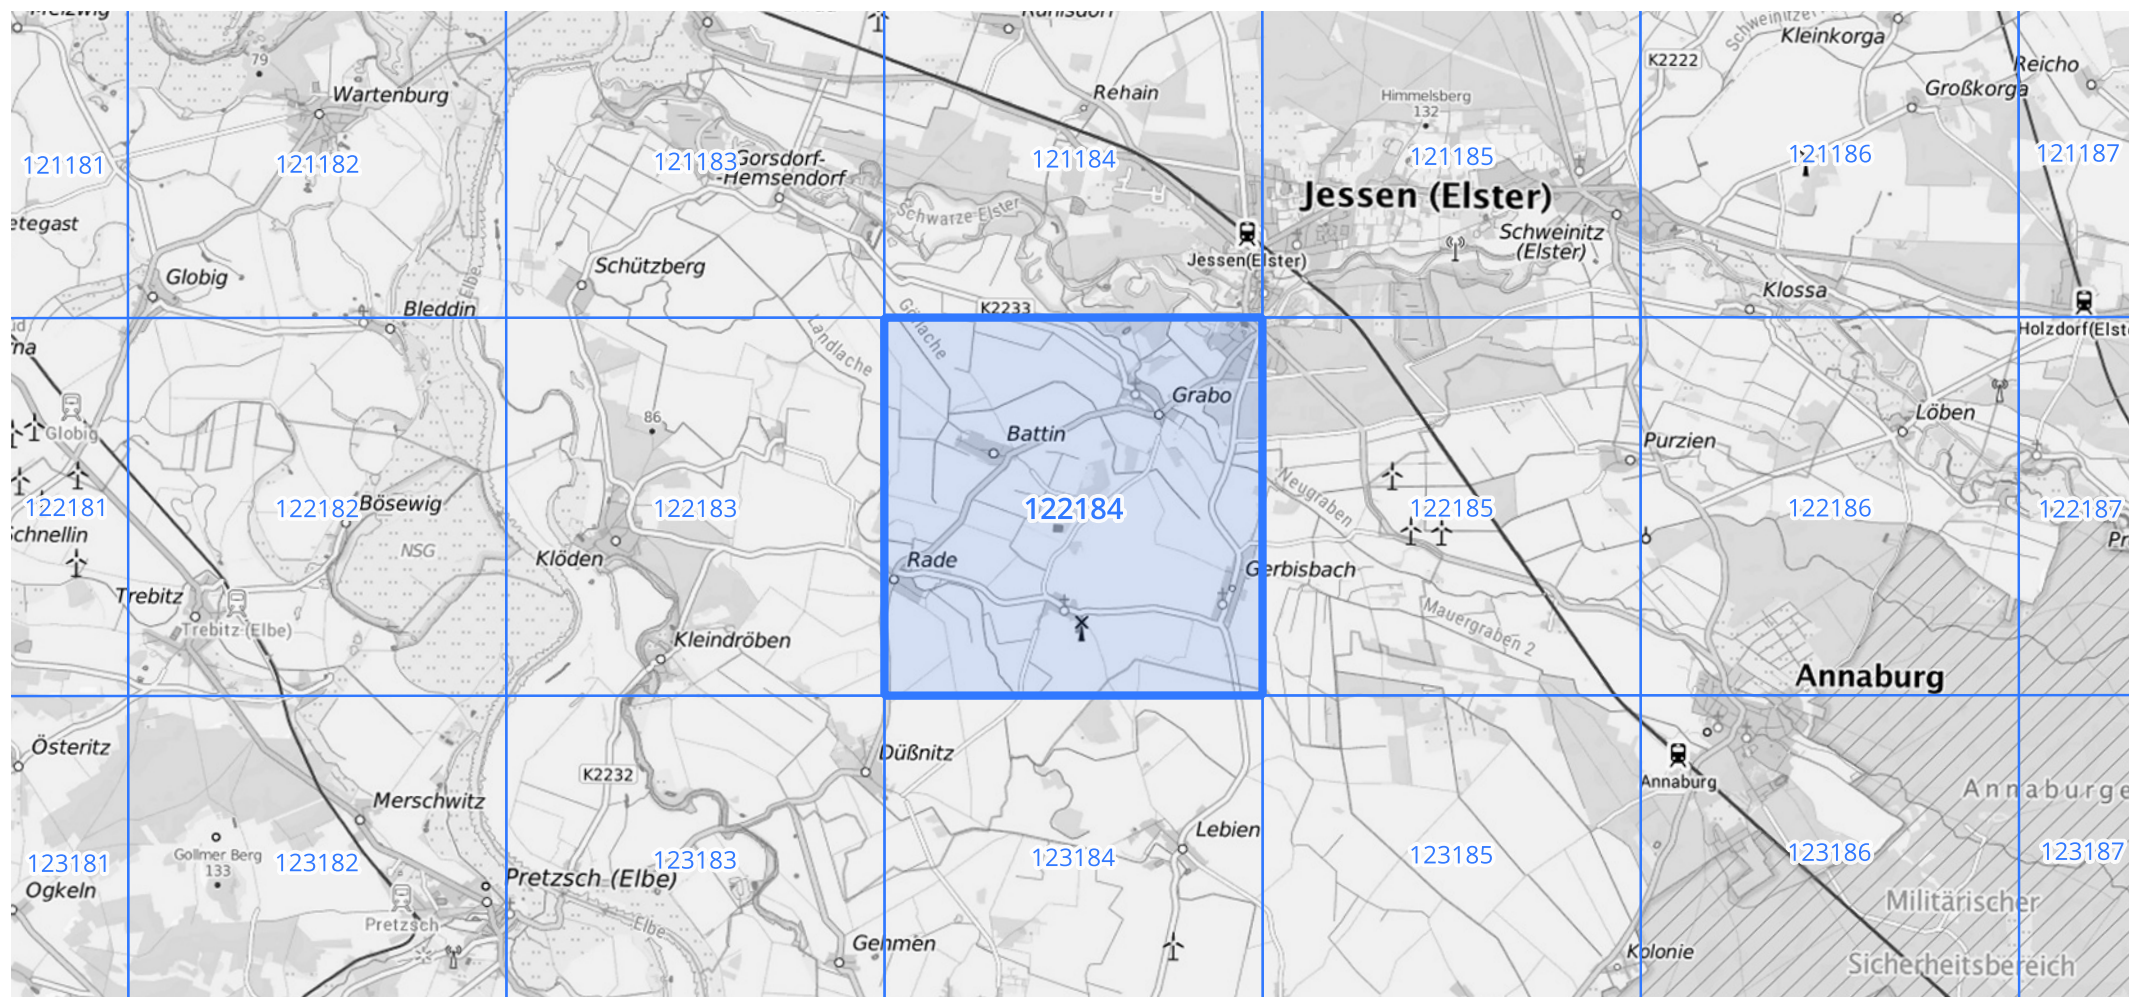 Wartenburg
79
Rehain
Himmelsberg
132
K2222
Kleinkorga
Reicho
Großkorga
121181
121182
121183
Gorsdorf-
-Hemsendorf
121184
121185
121186
121187
Schwarze Elster
Jessen (Elster)
Schweinitz
(Elster)
Jessen(Elster)
Globig
Schützberg
Elbe
Bleddin
K2233
Klossa
Landlache
Grabo
Battin
86
Globig
Löben
Purzien
Neugraben
122181
122182
122183
122184
122185
122186
122187
Bösewig
NSG
Klöden
Rade
Gerbisbach
Trebitz
Trebitz (Elbe)
Mauergraben 2
Kleindröben
Annaburg
Österitz
K2232
Düßnitz
Annaburg
Merschwitz
Lebien
Gollmer Berg
133
123181
123182
123183
123184
123185
123186
123187
Ogkeln
Pretzsch (Elbe)
Pretzsch
Elbe
Gehmen
Kolonie
Militärischer
Sicherheitsbereich